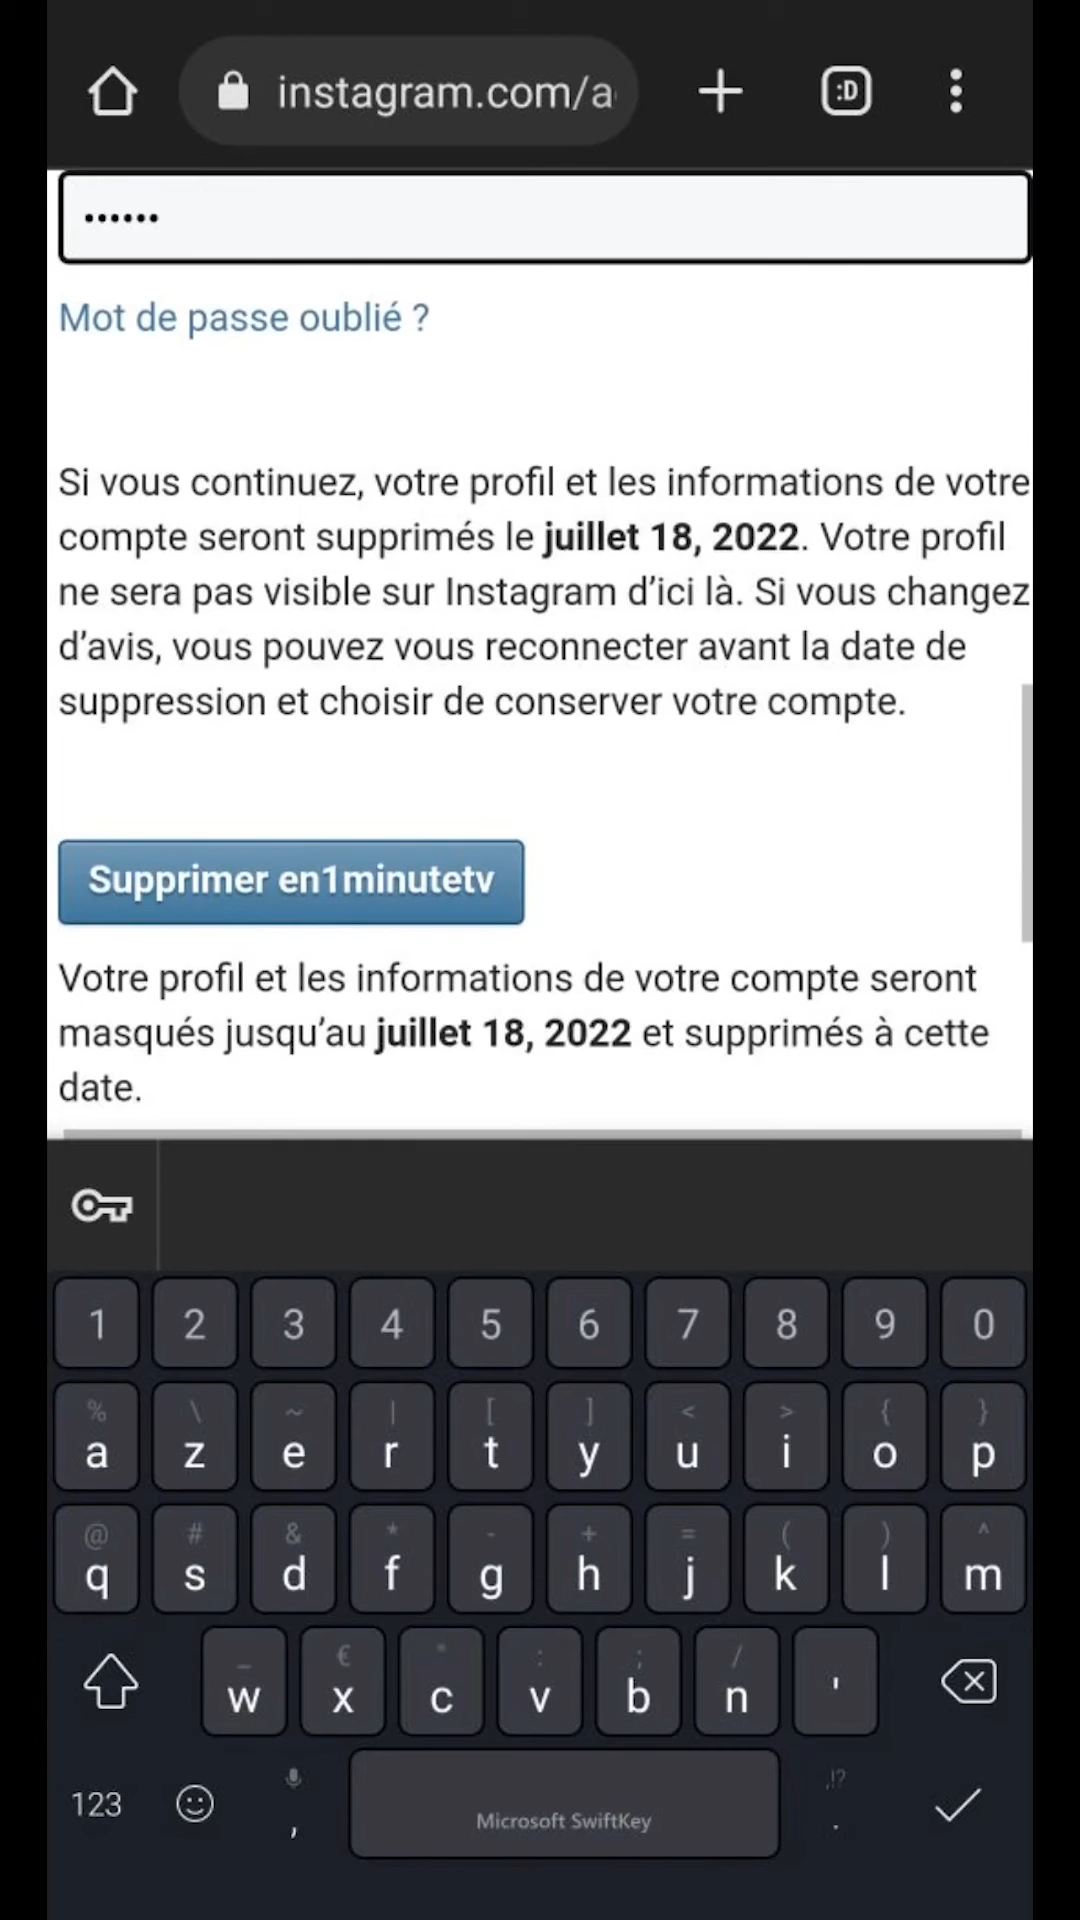 instagram.com/a
:D
••••••
Mot de passe oublié ?
Si vous continuez, votre profil et les informations de votre
compte seront supprimés le juillet 18, 2022. Votre profil
ne sera pas visible sur Instagram d’ici là. Si vous changez
d’avis, vous pouvez vous reconnecter avant la date de
suppression et choisir de conserver votre compte.
Supprimer en1minutetv
Votre profil et les informations de votre compte seront
masqués jusqu’au juillet 18, 2022 et supprimés à cette
date.
1 2 3 4 5 6 7 8 9 0
% \ ~ | [ ] < > { }
a z e r t y u i o p
@ # & * - + = ( ) ^
q s d f g h j k l m
_ € " : ; /
w x c v b n '
,!?
123 , Microsoft SwiftKey .